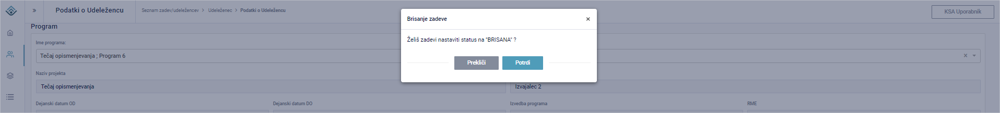 Podatki o Udeležencu
Seznam zadev/udeležencev > Udeleženec > Podatki o Udeležencu
KSA Uporabnik
Brisanje zadeve
Želiš zadevi nastaviti status na "BRISANA" ?
Prekliči
Potrdi
Program
Ime programa:
Tečaj opismenjevanja ; Program 6
Naziv projekta
Tečaj opismenjevanja
Izvajalec 2
Dejanski datum OD
Dejanski datum DO
Izvedba programa
RME